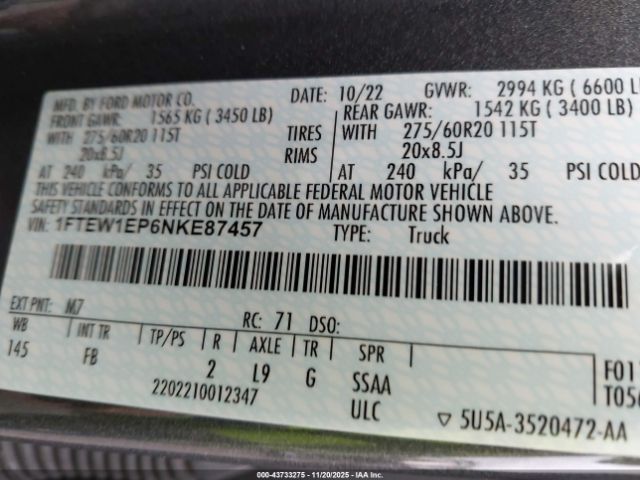 MFD. BY FORD MOTOR CO. DATE: 10/22 GVWR: 2994 KG ( 6600 L
FRONT GAWR: 1565 KG ( 3450 LB) REAR GAWR: 1542 KG ( 3400 LB)
WITH 275/60R20 115T TIRES WITH 275/60R20 115T
20x8.5J RIMS 20x8.5J
AT 240 kPa/ 35 PSI COLD AT 240 kPa/ 35 PSI COLD
THIS VEHICLE CONFORMS TO ALL APPLICABLE FEDERAL MOTOR VEHICLE
SAFETY STANDARDS IN EFFECT ON THE DATE OF MANUFACTURE SHOWN ABOVE.
VIN: 1FTEW1EP6NKE87457 TYPE: Truck
EXT PNT: M7 RC: 71 DSO:
WB INT TR TP/PS R AXLE TR SPR
145 FB 2 L9 G SSAA F01
2202210012347 ULC T056
▽ 5U5A-3520472-AA
000-43733275 - 11/20/2025 - IAAI.COM